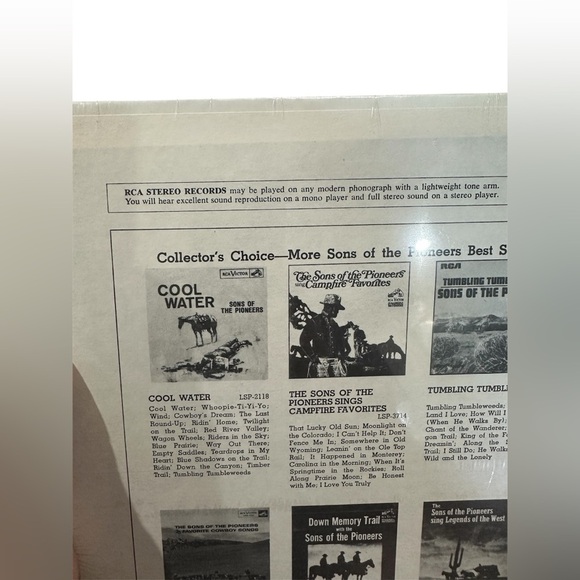 RCA STEREO RECORDS may be played on any modern phonograph with a lightweight tone arm.
You will hear excellent sound reproduction on a mono player and full stereo sound on a stereo player.
Collector's Choice—More Sons of the Pioneers Best S
RCA VICTOR
COOL
WATER
SONS OF
THE PIONEERS
The Sons of the Pioneers
sing Campfire Favorites
RCA
TUMBLING TUM
SONS OF THE P
COOL WATER LSP-2118
Cool Water; Whoopie-Ti-Yi-Yo;
Wind; Cowboy's Dream; The Last
Round-Up; Ridin' Home; Twilight
on the Trail; Red River Valley;
Wagon Wheels; Riders in the Sky;
Blue Prairie; Way Out There;
Empty Saddles; Teardrops in My
Heart; Blue Shadows on the Trail;
Ridin' Down the Canyon; Timber
Trail; Tumbling Tumbleweeds
THE SONS OF THE
PIONEERS SINGS
CAMPFIRE FAVORITES
LSP-3714
That Lucky Old Sun; Moonlight on
the Colorado; I Can't Help It; Don't
Fence Me In; Somewhere in Old
Wyoming; Leanin' on the Ole Top
Rail; It Happened in Monterey;
Carolina in the Morning; When It's
Springtime in the Rockies; Roll
Along Prairie Moon; Be Honest
with Me; I Love You Truly
TUMBLING TUMBL
Tumbling Tumbleweeds;
Land I Love; How Will I
(When He Walks By);
Chant of the Wanderer;
gon Trail; King of the F
Dreamin'; Along the S
Trail; I Still Do; He Walk
Wild and the Lonely
THE SONS OF THE PIONEERS
FAVORITE COWBOY SONGS
Down Memory Trail
with the
Sons of the Pioneers
The
Sons of the Pioneers
sing Legends of the West